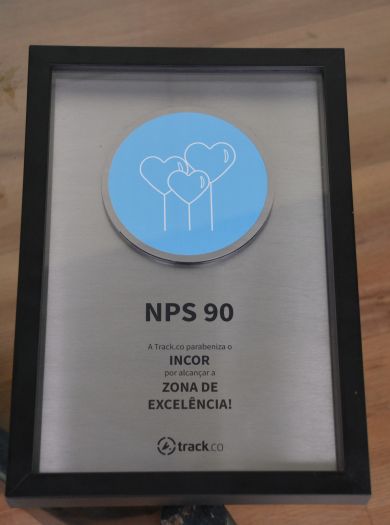 NPS 90
A Track.co parabeniza o
INCOR
por alcançar a
ZONA DE
EXCELÊNCIA!
track.co